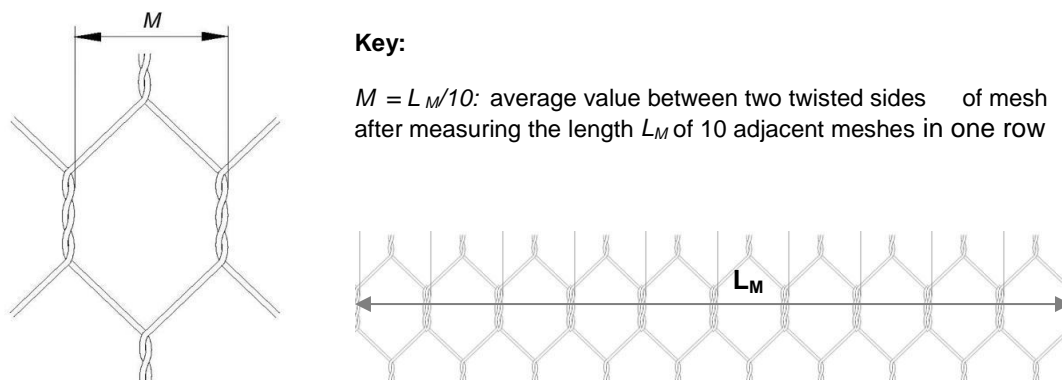 M
Key:
M = L M/10: average value between two twisted sides of mesh
after measuring the length LM of 10 adjacent meshes in one row
LM